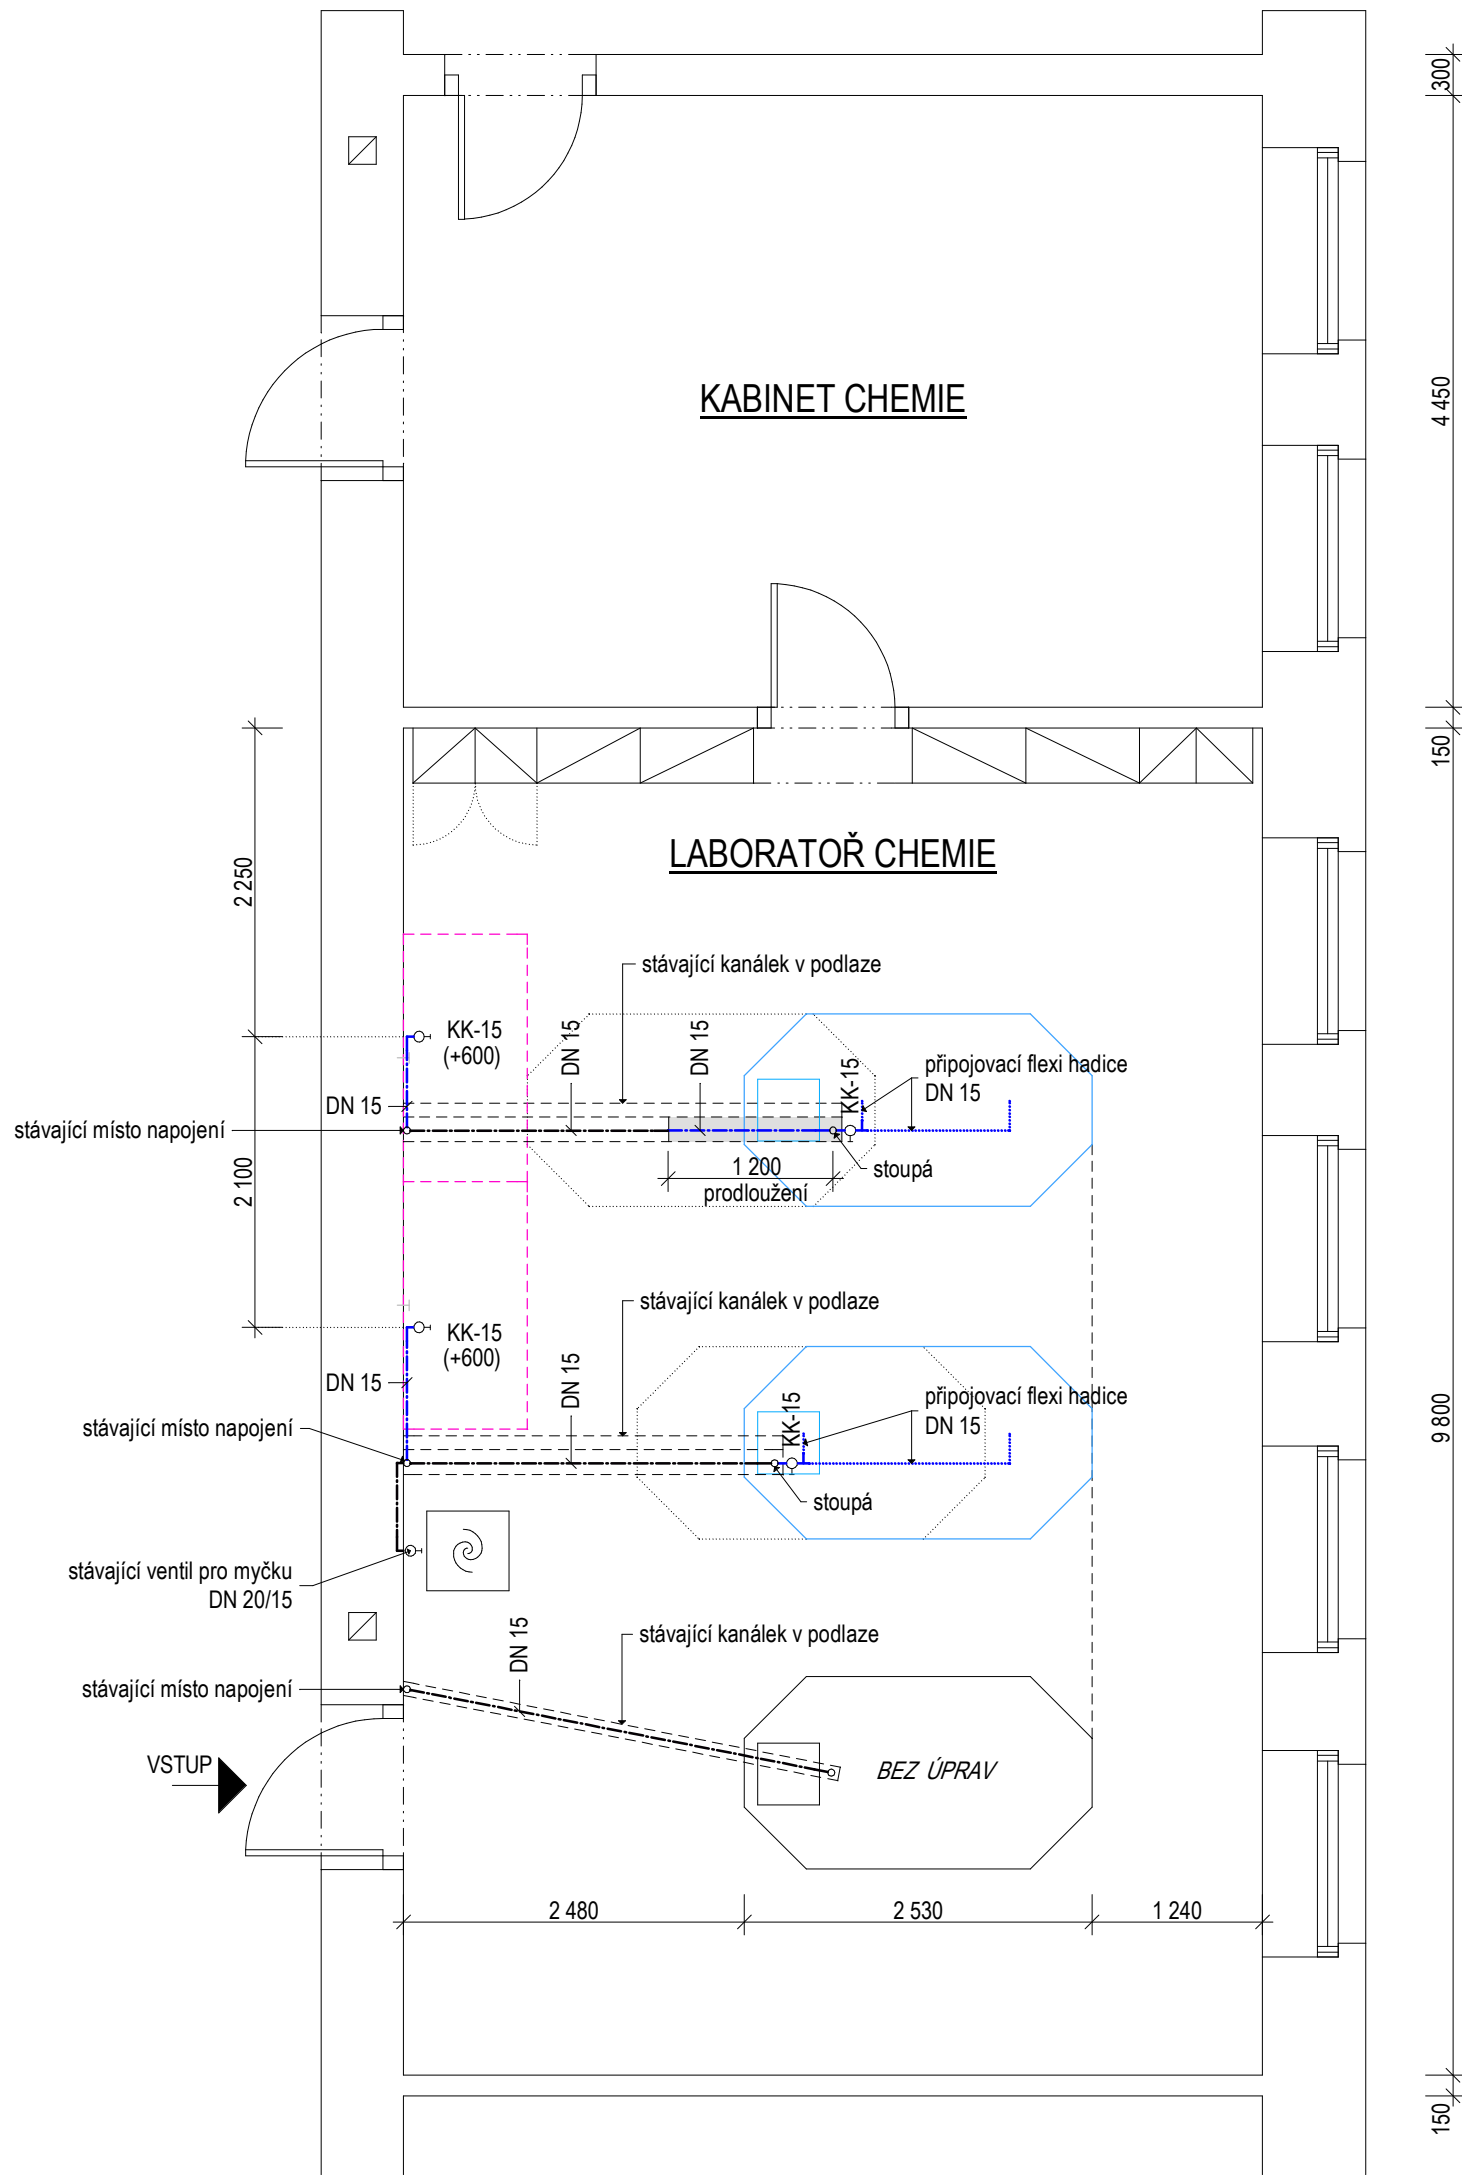 300
KABINET CHEMIE
4 450
150
LABORATOŘ CHEMIE
2 250
stávající kanálek v podlaze
KK-15
(+600)
DN 15
DN 15
KK-15
připojovací flexi hadice
DN 15
DN 15
stávající místo napojení
stoupá
1 200
prodloužení
2 100
stávající kanálek v podlaze
KK-15
(+600)
DN 15
DN 15
KK-15
připojovací flexi hadice
DN 15
stávající místo napojení
9 800
stoupá
stávající ventil pro myčku
DN 20/15
DN 15
stávající kanálek v podlaze
stávající místo napojení
VSTUP
BEZ ÚPRAV
2 480
2 530
1 240
150